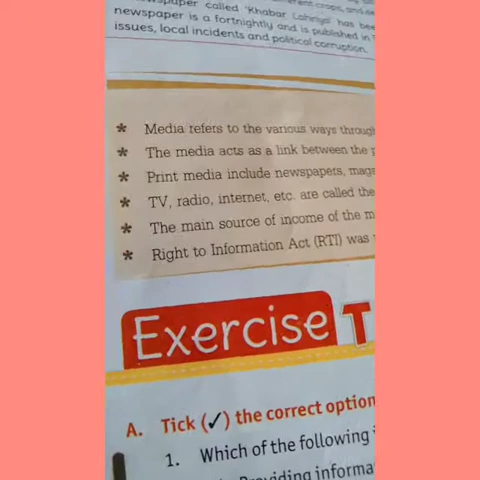 newspaper called 'Khabar Lahriya' has
newspaper is a fortnightly and is published in
issues, local incidents and political corruption.
* Media refers to the various ways through
* The media acts as a link between the
* Print media include newspapers,
* TV, radio, internet, etc. are called the
* The main source of income of the
* Right to Information Act (RTI) was
Exercise T
A. Tick (✓) the correct option
1. Which of the following
Providing